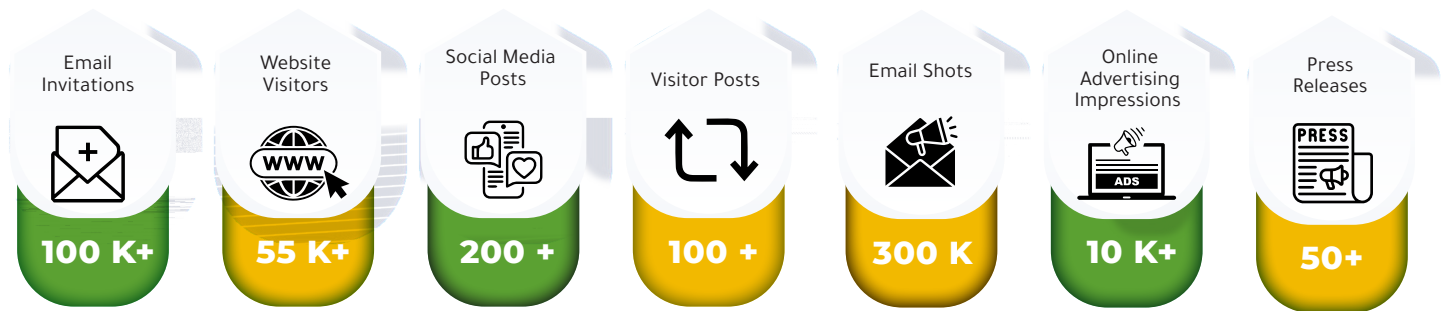 Email
Invitations
100 K+
Website
Visitors
WWW
55 K+
Social Media
Posts
200 +
Visitor Posts
100 +
Email Shots
300 K
Online
Advertising
Impressions
ADS
10 K+
Press
Releases
PRESS
50+